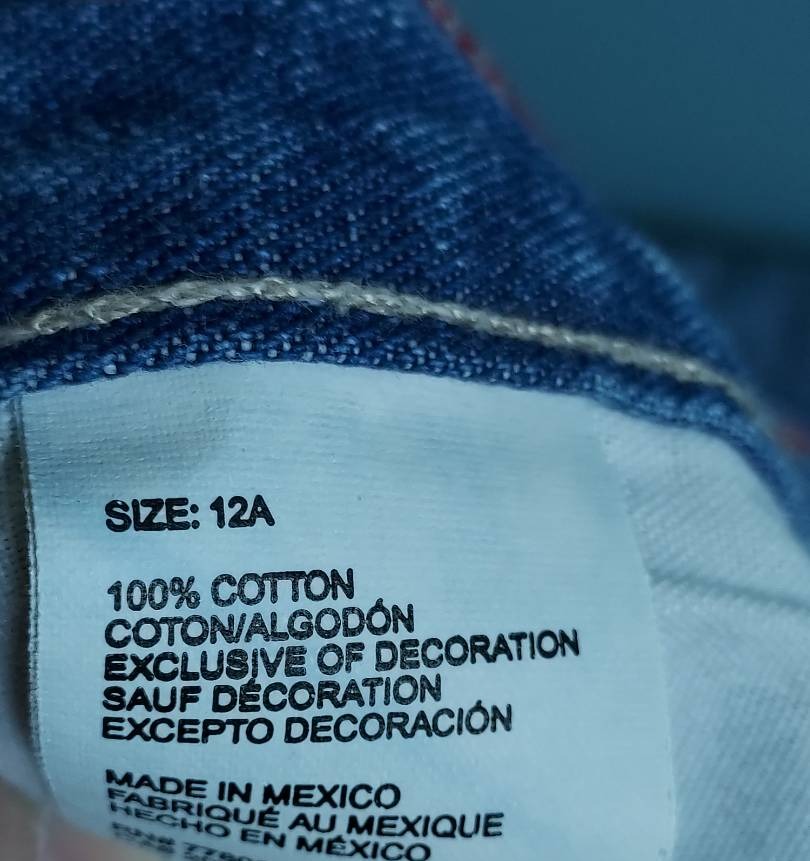 SIZE: 12A
100% COTTON
COTON/ALGODÓN
EXCLUSIVE OF DECORATION
SAUF DÉCORATION
EXCEPTO DECORACIÓN
MADE IN MEXICO
FABRIQUÉ AU MEXIQUE
HECHO EN MÉXICO